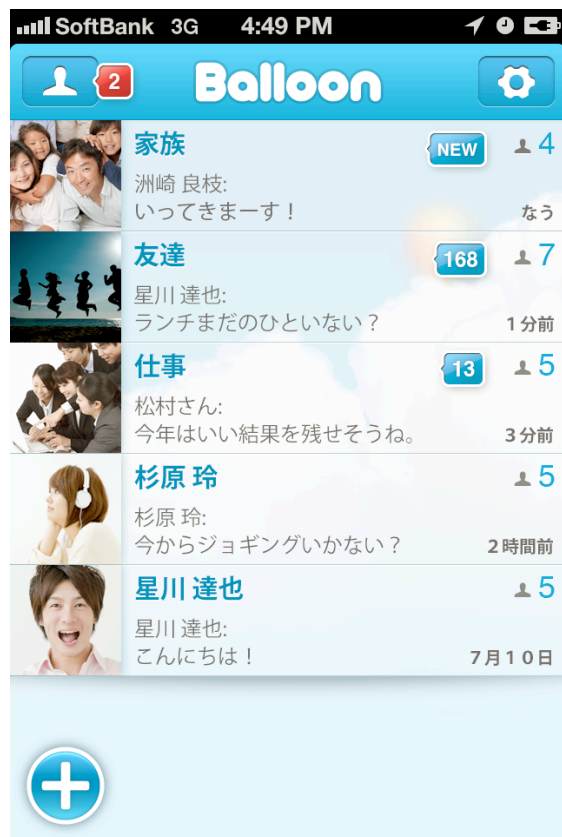 SoftBank 3G 4:49 PM
2 Balloon
家族 NEW 4
洲崎 良枝:
いってきまーす！ なう
友達 168 7
星川 達也:
ランチまだのひといない？ 1分前
仕事 13 5
松村さん:
今年はいい結果を残せそうね。 3分前
杉原 玲 5
杉原 玲:
今からジョギングいかない？ 2時間前
星川 達也 5
星川 達也:
こんにちは！ 7月１０日